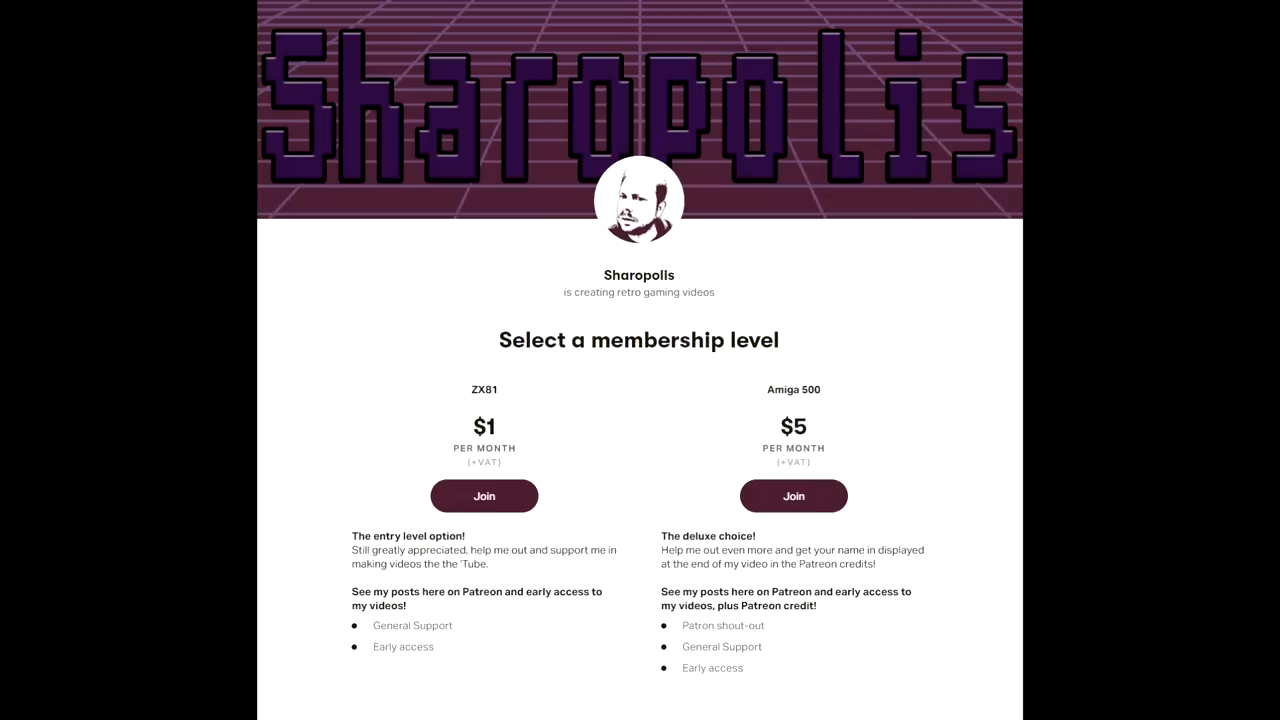 Sharopolis
Sharopolis
is creating retro gaming videos
Select a membership level
ZX81
$1
PER MONTH
(+VAT)
Join
The entry level option!
Still greatly appreciated, help me out and support me in
making videos the the 'Tube.
See my posts here on Patreon and early access to
my videos!
General Support
Early access
Amiga 500
$5
PER MONTH
(+VAT)
Join
The deluxe choice!
Help me out even more and get your name in displayed
at the end of my video in the Patreon credits!
See my posts here on Patreon and early access to
my videos, plus Patreon credit!
Patron shout-out
General Support
Early access